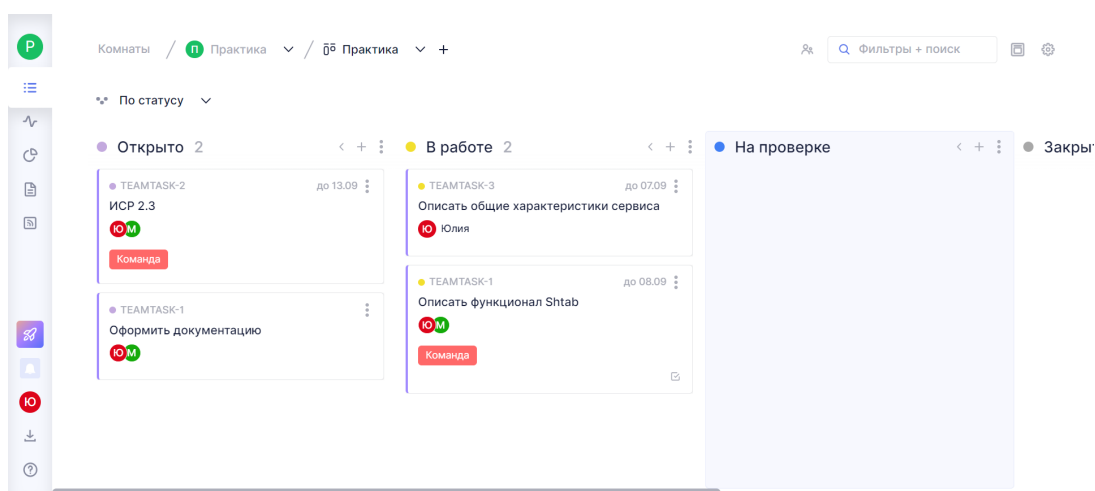 P
Комнаты / П Практика / Практика +
Фильтры + поиск
По статусу
Открыто 2
TEAMTASK-2 до 13.09
ИСР 2.3
Ю М
Команда
TEAMTASK-1
Оформить документацию
Ю М
В работе 2
TEAMTASK-3 до 07.09
Описать общие характеристики сервиса
Ю Юлия
TEAMTASK-1 до 08.09
Описать функционал Shtab
Ю М
Команда
На проверке
Закры
Ю